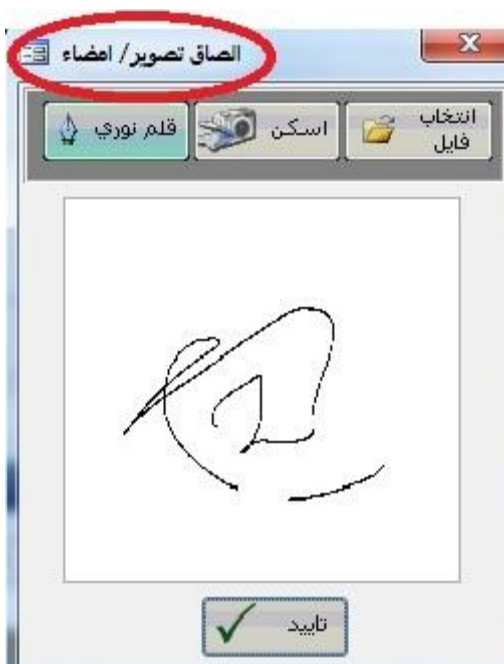 الصاق تصویر/ امضاء
انتخاب فایل
اسکن
قلم نوري
تایید